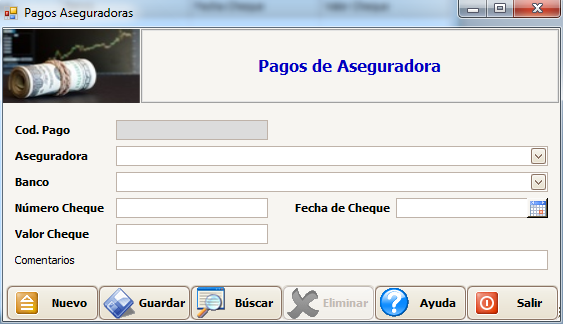 Pagos Aseguradoras
Pagos de Aseguradora
Cod. Pago
Aseguradora
Banco
Número Cheque Fecha de Cheque
Valor Cheque
Comentarios
Nuevo Guardar Búscar Eliminar Ayuda Salir